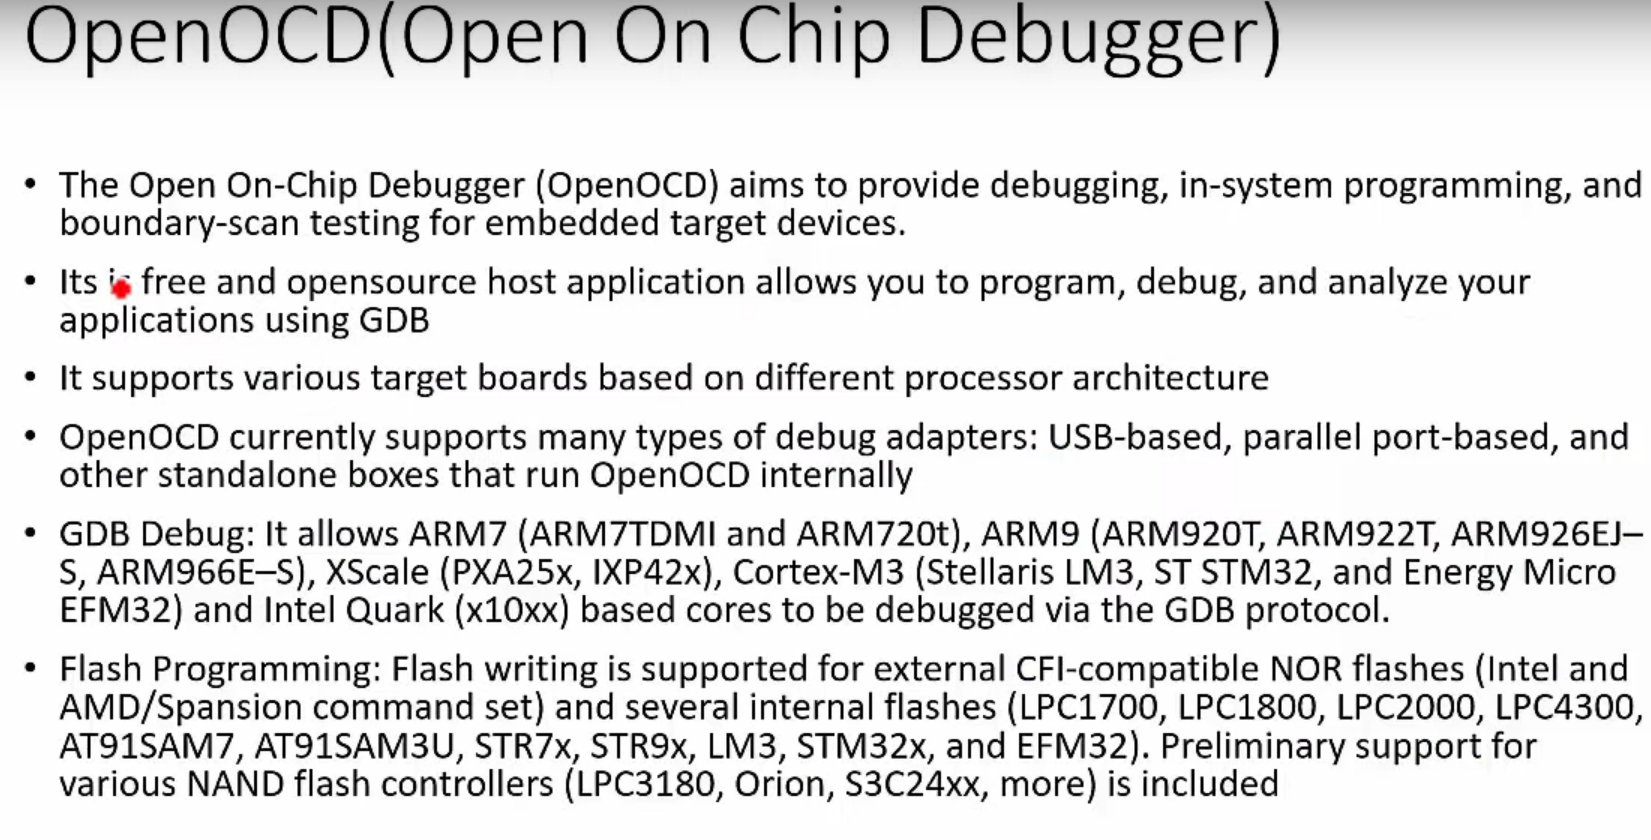 OpenOCD(Open On Chip Debugger)
• The Open On-Chip Debugger (OpenOCD) aims to provide debugging, in-system programming, and
boundary-scan testing for embedded target devices.
• Its is free and opensource host application allows you to program, debug, and analyze your
applications using GDB
• It supports various target boards based on different processor architecture
• OpenOCD currently supports many types of debug adapters: USB-based, parallel port-based, and
other standalone boxes that run OpenOCD internally
• GDB Debug: It allows ARM7 (ARM7TDMI and ARM720t), ARM9 (ARM920T, ARM922T, ARM926EJ–
S, ARM966E–S), XScale (PXA25x, IXP42x), Cortex-M3 (Stellaris LM3, ST STM32, and Energy Micro
EFM32) and Intel Quark (x10xx) based cores to be debugged via the GDB protocol.
• Flash Programming: Flash writing is supported for external CFI-compatible NOR flashes (Intel and
AMD/Spansion command set) and several internal flashes (LPC1700, LPC1800, LPC2000, LPC4300,
AT91SAM7, AT91SAM3U, STR7x, STR9x, LM3, STM32x, and EFM32). Preliminary support for
various NAND flash controllers (LPC3180, Orion, S3C24xx, more) is included